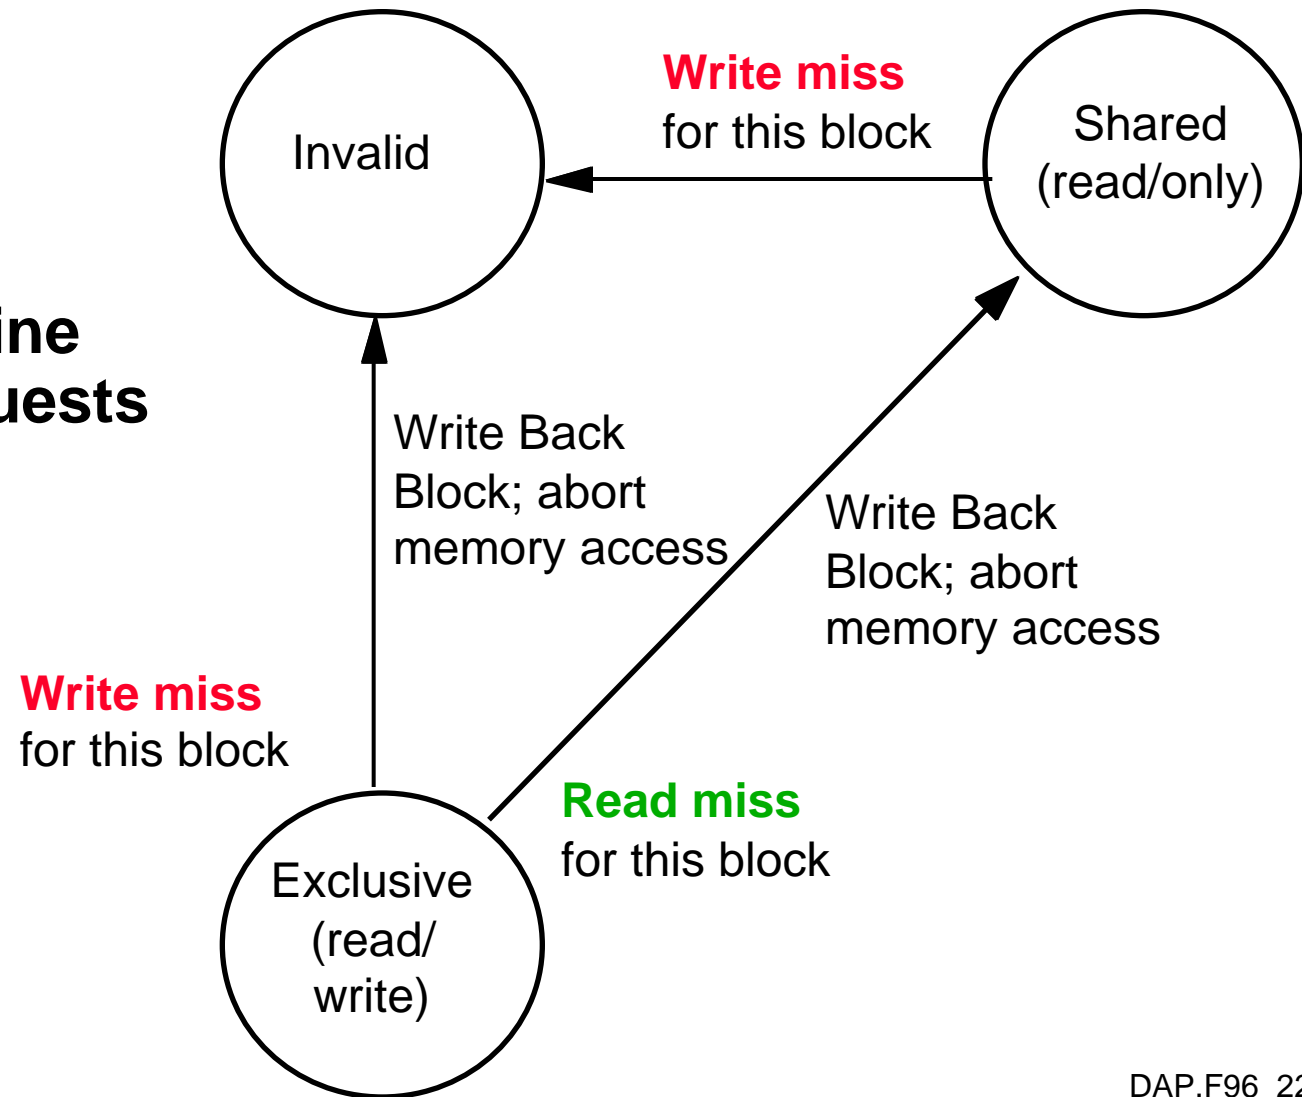 Write miss
for this block
Invalid
Shared
(read/only)
ine
uests
Write Back
Block; abort
memory access
Write Back
Block; abort
memory access
Write miss
for this block
Read miss
for this block
Exclusive
(read/
write)
DAP.F96 22